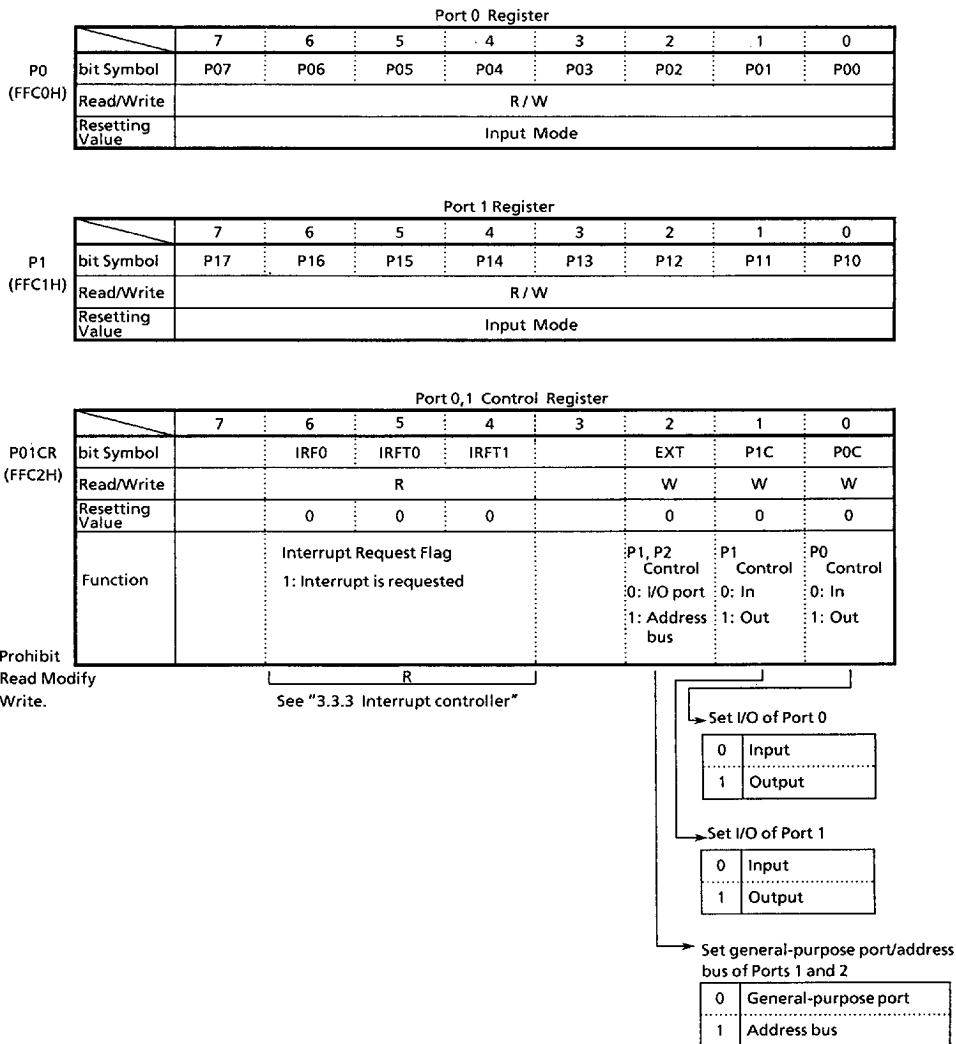 Port 0 Register
7 6 5 4 3 2 1 0
P0 (FFC0H)
bit Symbol P07 P06 P05 P04 P03 P02 P01 P00
Read/Write R / W
Resetting Value Input Mode
Port 1 Register
7 6 5 4 3 2 1 0
P1 (FFC1H)
bit Symbol P17 P16 P15 P14 P13 P12 P11 P10
Read/Write R / W
Resetting Value Input Mode
Port 0,1 Control Register
7 6 5 4 3 2 1 0
P01CR (FFC2H)
bit Symbol IRF0 IRFT0 IRFT1 EXT P1C P0C
Read/Write R W W W
Resetting Value 0 0 0 0 0 0
Function
Interrupt Request Flag
1: Interrupt is requested
P1, P2 Control
0: I/O port
1: Address bus
P1 Control
0: In
1: Out
P0 Control
0: In
1: Out
Prohibit
Read Modify
Write.
R
See "3.3.3 Interrupt controller"
Set I/O of Port 0
0 Input
1 Output
Set I/O of Port 1
0 Input
1 Output
Set general-purpose port/address
bus of Ports 1 and 2
0 General-purpose port
1 Address bus